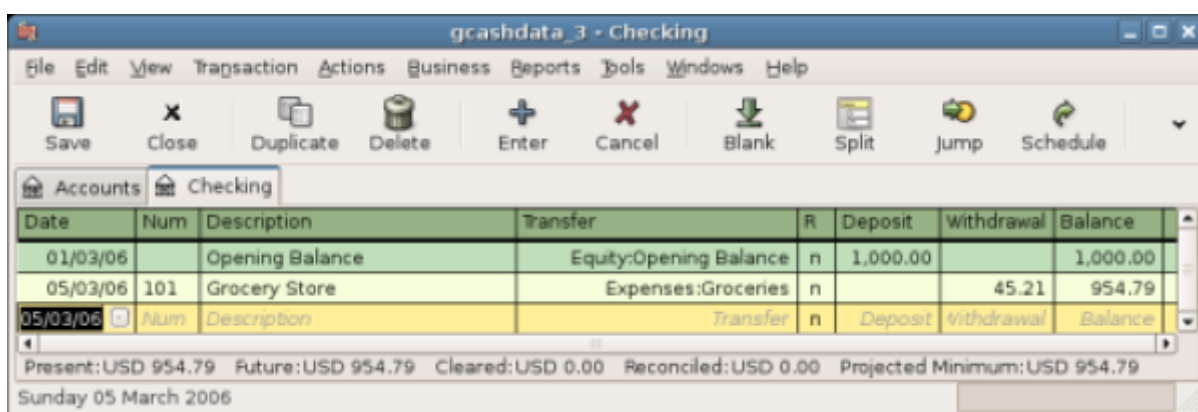 gcashdata_3 - Checking
File Edit View Transaction Actions Business Reports Tools Windows Help
Save Close Duplicate Delete Enter Cancel Blank Split Jump Schedule
Accounts Checking
Date Num Description Transfer R Deposit Withdrawal Balance
01/03/06 Opening Balance Equity:Opening Balance n 1,000.00 1,000.00
05/03/06 101 Grocery Store Expenses:Groceries n 45.21 954.79
05/03/06 Num Description Transfer n Deposit Withdrawal Balance
Present:USD 954.79 Future:USD 954.79 Cleared:USD 0.00 Reconciled:USD 0.00 Projected Minimum:USD 954.79
Sunday 05 March 2006